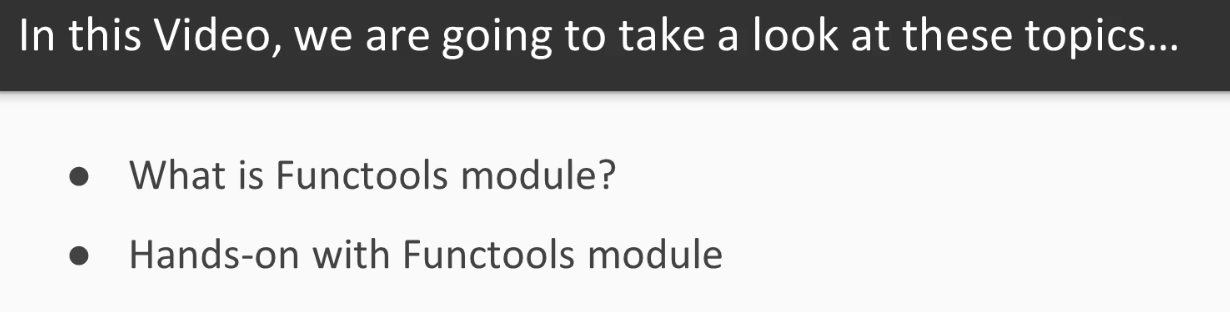 In this Video, we are going to take a look at these topics...
● What is Functools module?
● Hands-on with Functools module